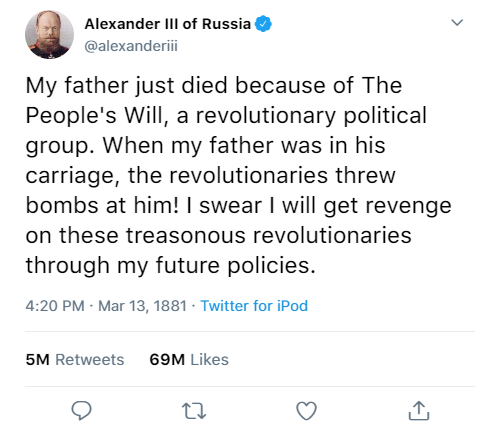 Alexander III of Russia
@alexanderiii
My father just died because of The
People's Will, a revolutionary political
group. When my father was in his
carriage, the revolutionaries threw
bombs at him! I swear I will get revenge
on these treasonous revolutionaries
through my future policies.
4:20 PM · Mar 13, 1881 · Twitter for iPod
5M Retweets 69M Likes